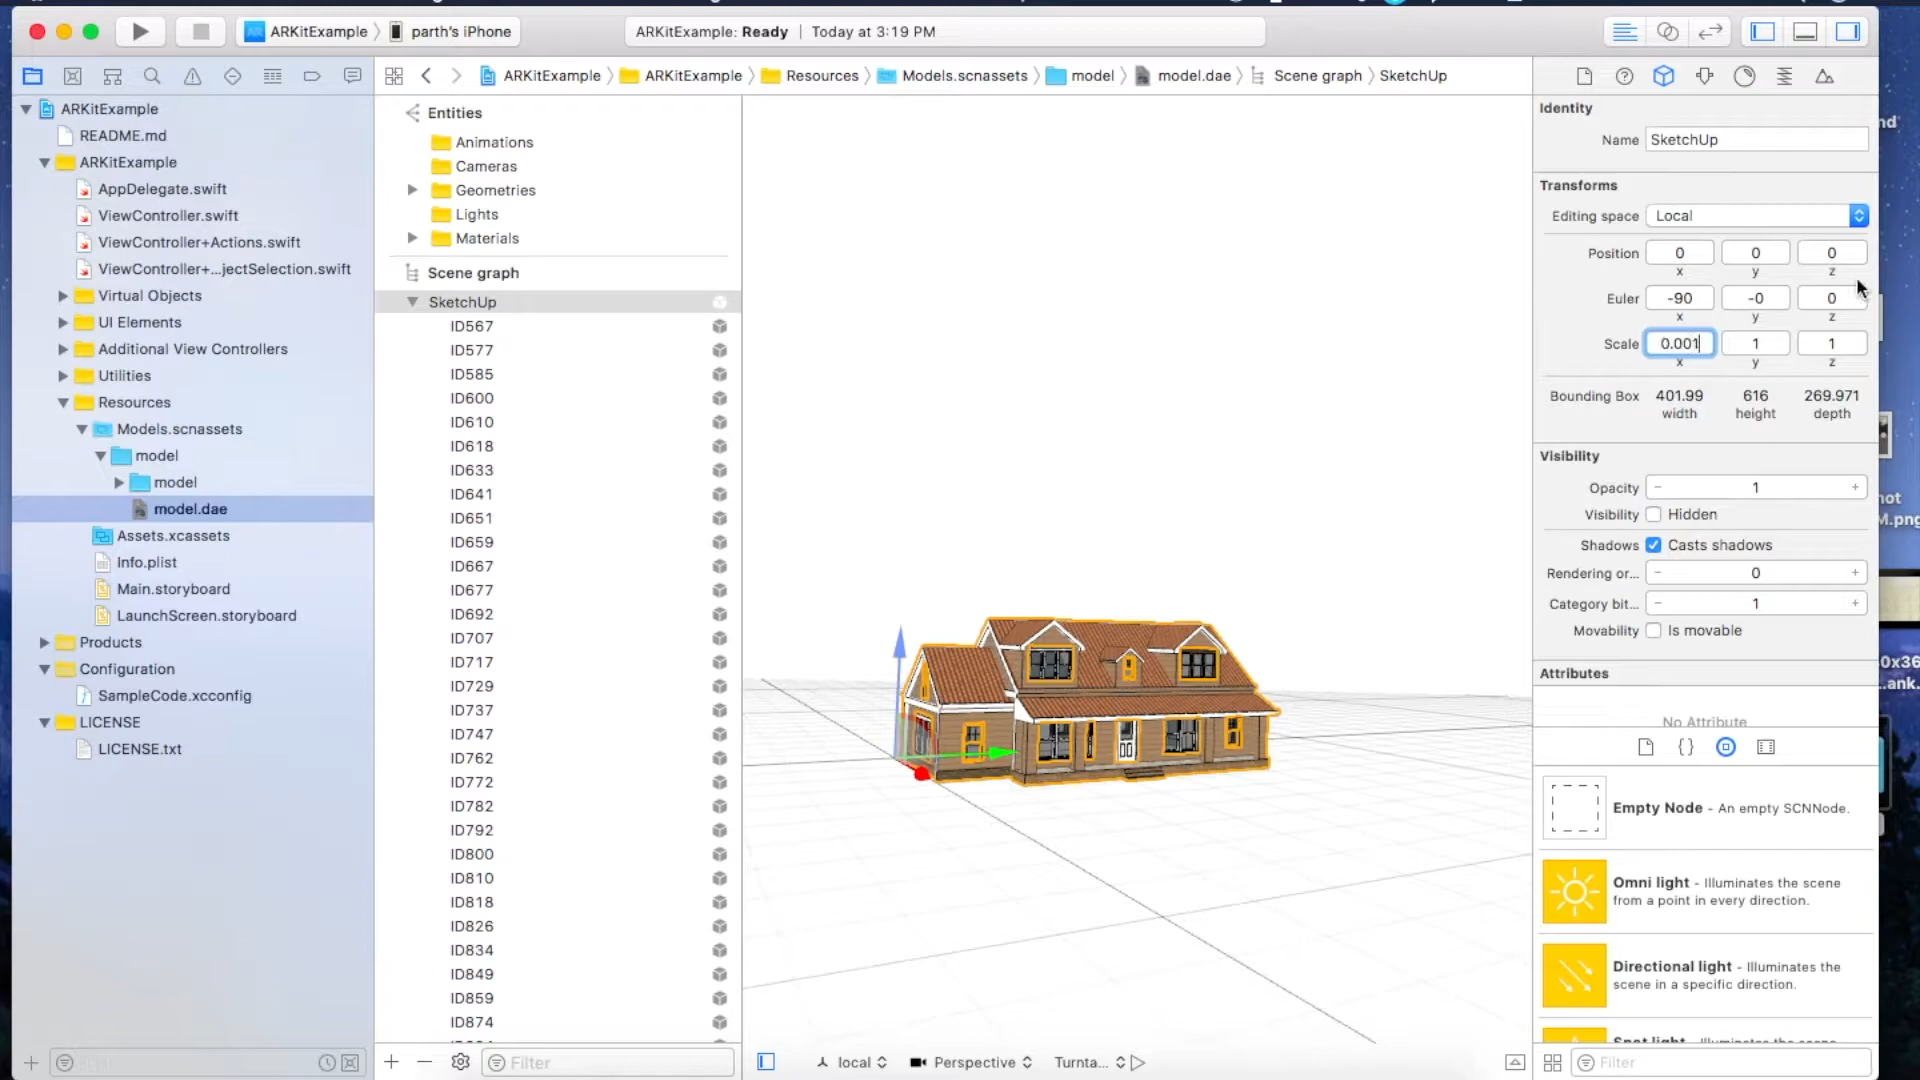 ARKitExample
parth's iPhone
ARKitExample: Ready | Today at 3:19 PM
ARKitExample
ARKitExample
Resources
Models.scnassets
model
model.dae
Scene graph
SketchUp
ARKitExample
README.md
ARKitExample
AppDelegate.swift
ViewController.swift
ViewController+Actions.swift
ViewController+...jectSelection.swift
Virtual Objects
UI Elements
Additional View Controllers
Utilities
Resources
Models.scnassets
model
model
model.dae
Assets.xcassets
Info.plist
Main.storyboard
LaunchScreen.storyboard
Products
Configuration
SampleCode.xcconfig
LICENSE
LICENSE.txt
Entities
Animations
Cameras
Geometries
Lights
Materials
Scene graph
SketchUp
ID567
ID577
ID585
ID600
ID610
ID618
ID633
ID641
ID651
ID659
ID667
ID677
ID692
ID707
ID717
ID729
ID737
ID747
ID762
ID772
ID782
ID792
ID800
ID810
ID818
ID826
ID834
ID849
ID859
ID874
Filter
local
Perspective
Turnta...
Identity
Name SketchUp
Transforms
Editing space Local
Position 0 0 0
x y z
Euler -90 -0 0
x y z
Scale 0.001 1 1
x y z
Bounding Box 401.99 616 269.971
width height depth
Visibility
Opacity − 1 +
Visibility Hidden
Shadows Casts shadows
Rendering or... − 0 +
Category bit... − 1 +
Movability Is movable
Attributes
No Attribute
Empty Node - An empty SCNNode.
Omni light - Illuminates the scene
from a point in every direction.
Directional light - Illuminates the
scene in a specific direction.
Filter